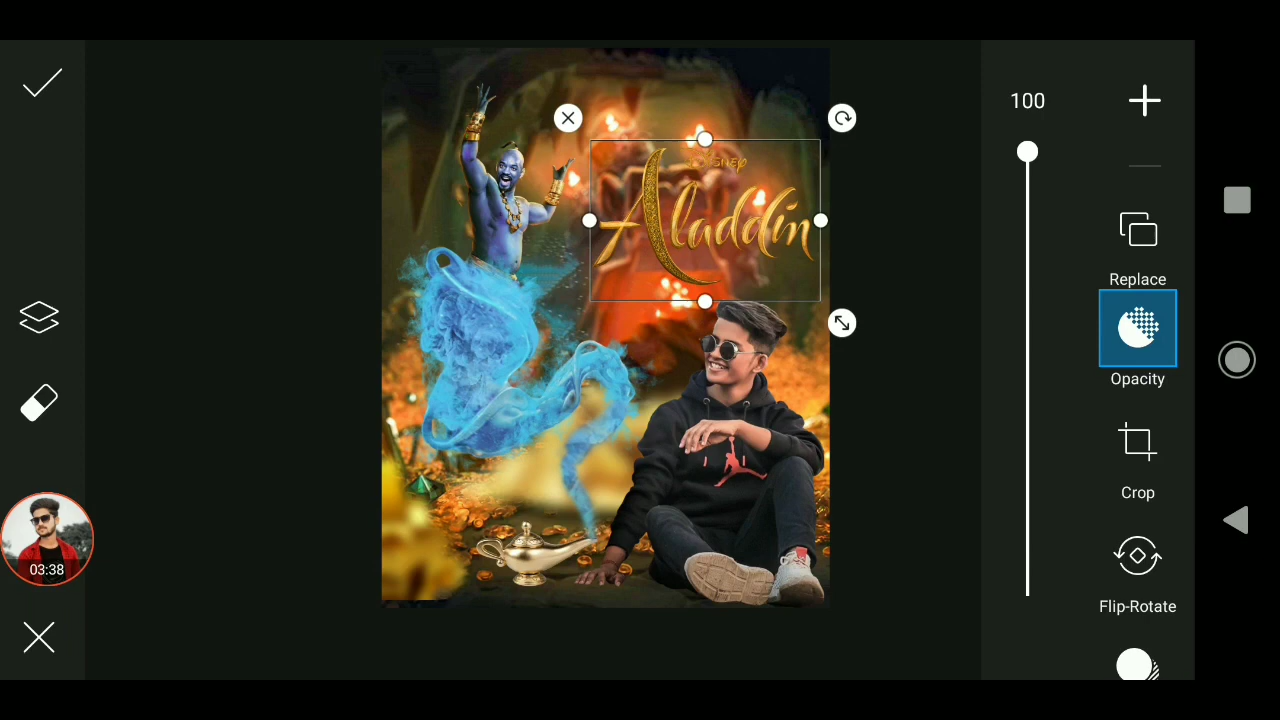 100
Disney
Aladdin
Replace
Opacity
Crop
03:38
Flip-Rotate